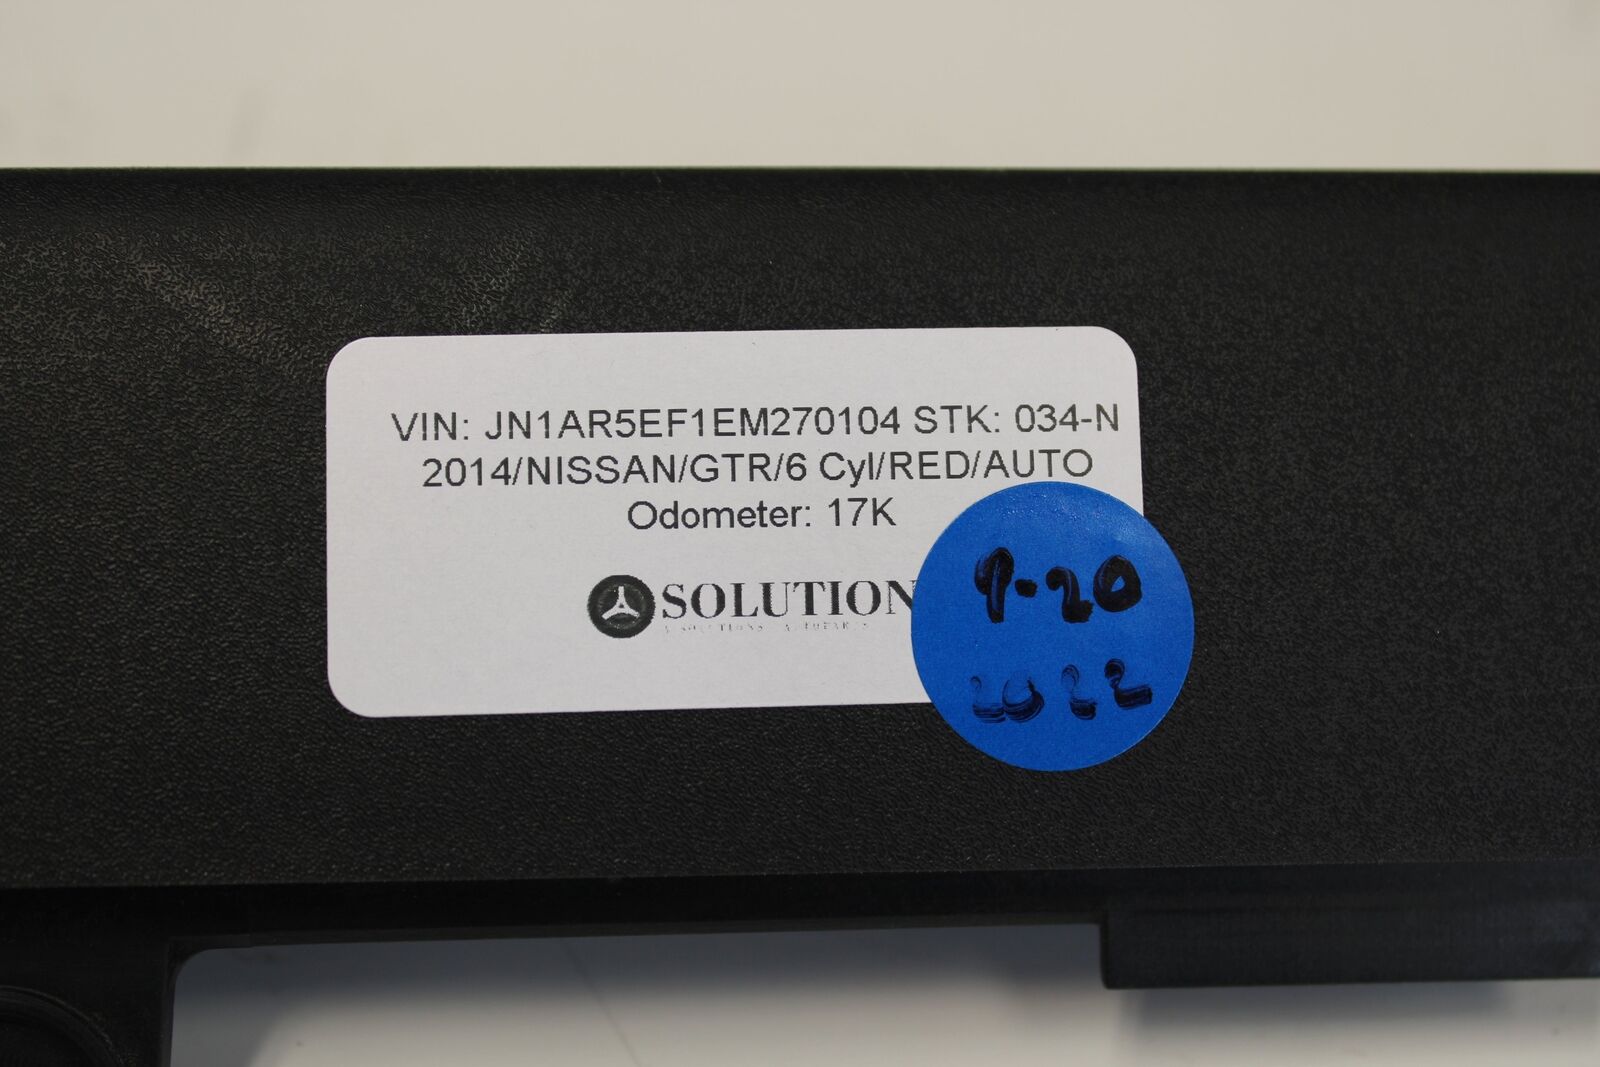 VIN: JN1AR5EF1EM270104 STK: 034-N
2014/NISSAN/GTR/6 Cyl/RED/AUTO
Odometer: 17K
SOLUTION
9-20
2022